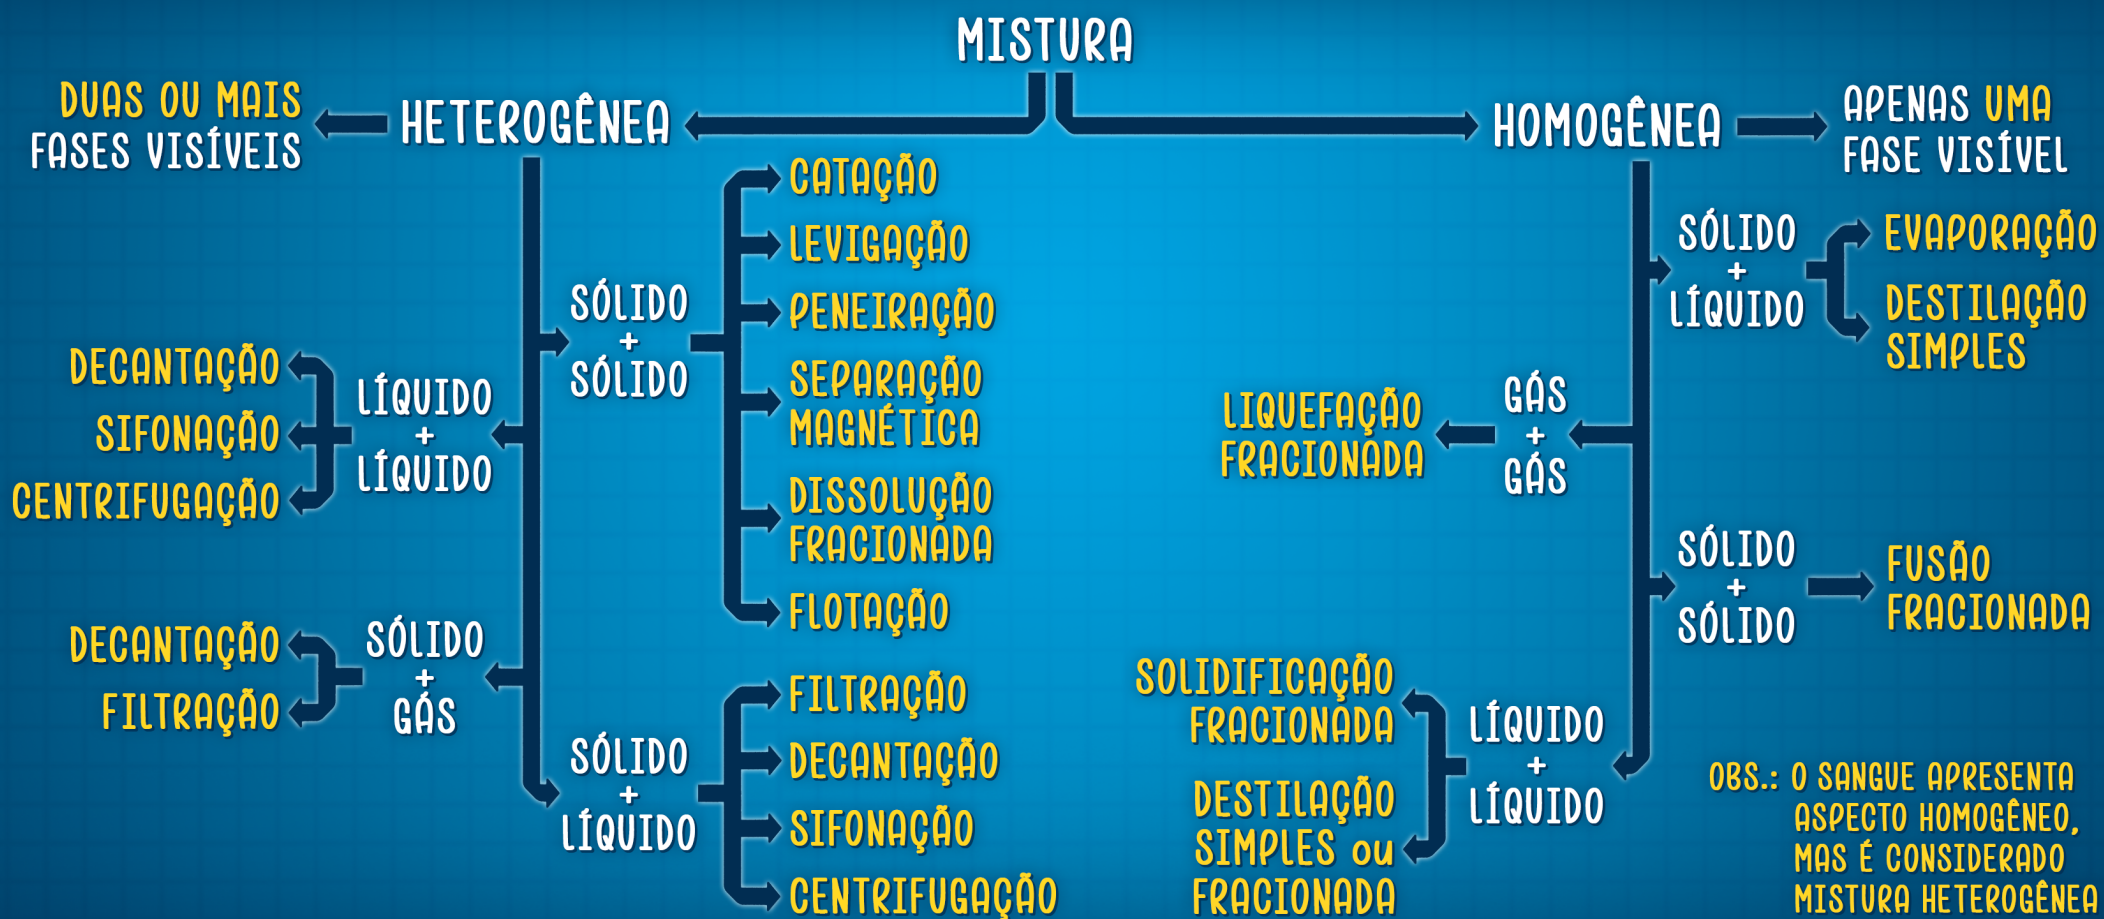 MISTURA
HETEROGÊNEA
DUAS OU MAIS
FASES VISÍVEIS
SÓLIDO
+
SÓLIDO
CATAÇÃO
LEVIGAÇÃO
PENEIRAÇÃO
SEPARAÇÃO
MAGNÉTICA
DISSOLUÇÃO
FRACIONADA
FLOTAÇÃO
LÍQUIDO
+
LÍQUIDO
DECANTAÇÃO
SIFONAÇÃO
CENTRIFUGAÇÃO
SÓLIDO
+
GÁS
DECANTAÇÃO
FILTRAÇÃO
SÓLIDO
+
LÍQUIDO
FILTRAÇÃO
DECANTAÇÃO
SIFONAÇÃO
CENTRIFUGAÇÃO
HOMOGÊNEA
APENAS UMA
FASE VISÍVEL
SÓLIDO
+
LÍQUIDO
EVAPORAÇÃO
DESTILAÇÃO
SIMPLES
GÁS
+
GÁS
LIQUEFAÇÃO
FRACIONADA
SÓLIDO
+
SÓLIDO
FUSÃO
FRACIONADA
LÍQUIDO
+
LÍQUIDO
SOLIDIFICAÇÃO
FRACIONADA
DESTILAÇÃO
SIMPLES ou
FRACIONADA
OBS.: O SANGUE APRESENTA
ASPECTO HOMOGÊNEO,
MAS É CONSIDERADO
MISTURA HETEROGÊNEA